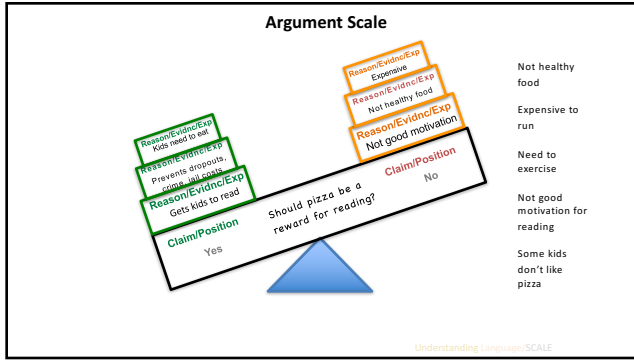 Argument Scale
Reason/Evidnc/Exp
Kids need to eat
Reason/Evidnc/Exp
Prevents dropouts,
crime, jail costs
Reason/Evidnc/Exp
Gets kids to read
Claim/Position
Yes
Should pizza be a
reward for reading?
Reason/Evidnc/Exp
Expensive
Reason/Evidnc/Exp
Not healthy food
Reason/Evidnc/Exp
Not good motivation
Claim/Position
No
Not healthy
food
Expensive to
run
Need to
exercise
Not good
motivation for
reading
Some kids
don't like
pizza
Understanding Language/SCALE